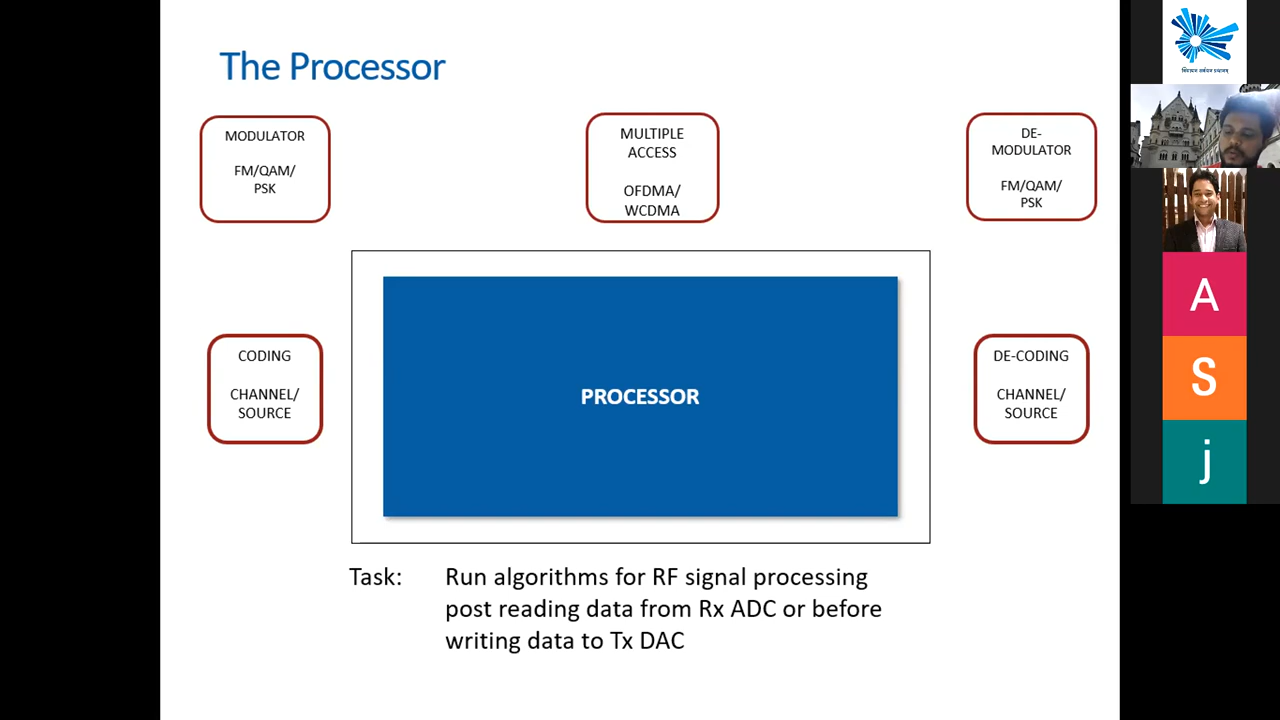 The Processor
MODULATOR
FM/QAM/
PSK
MULTIPLE
ACCESS
OFDMA/
WCDMA
DE-
MODULATOR
FM/QAM/
PSK
CODING
CHANNEL/
SOURCE
PROCESSOR
DE-CODING
CHANNEL/
SOURCE
Task: Run algorithms for RF signal processing
post reading data from Rx ADC or before
writing data to Tx DAC
A
S
j